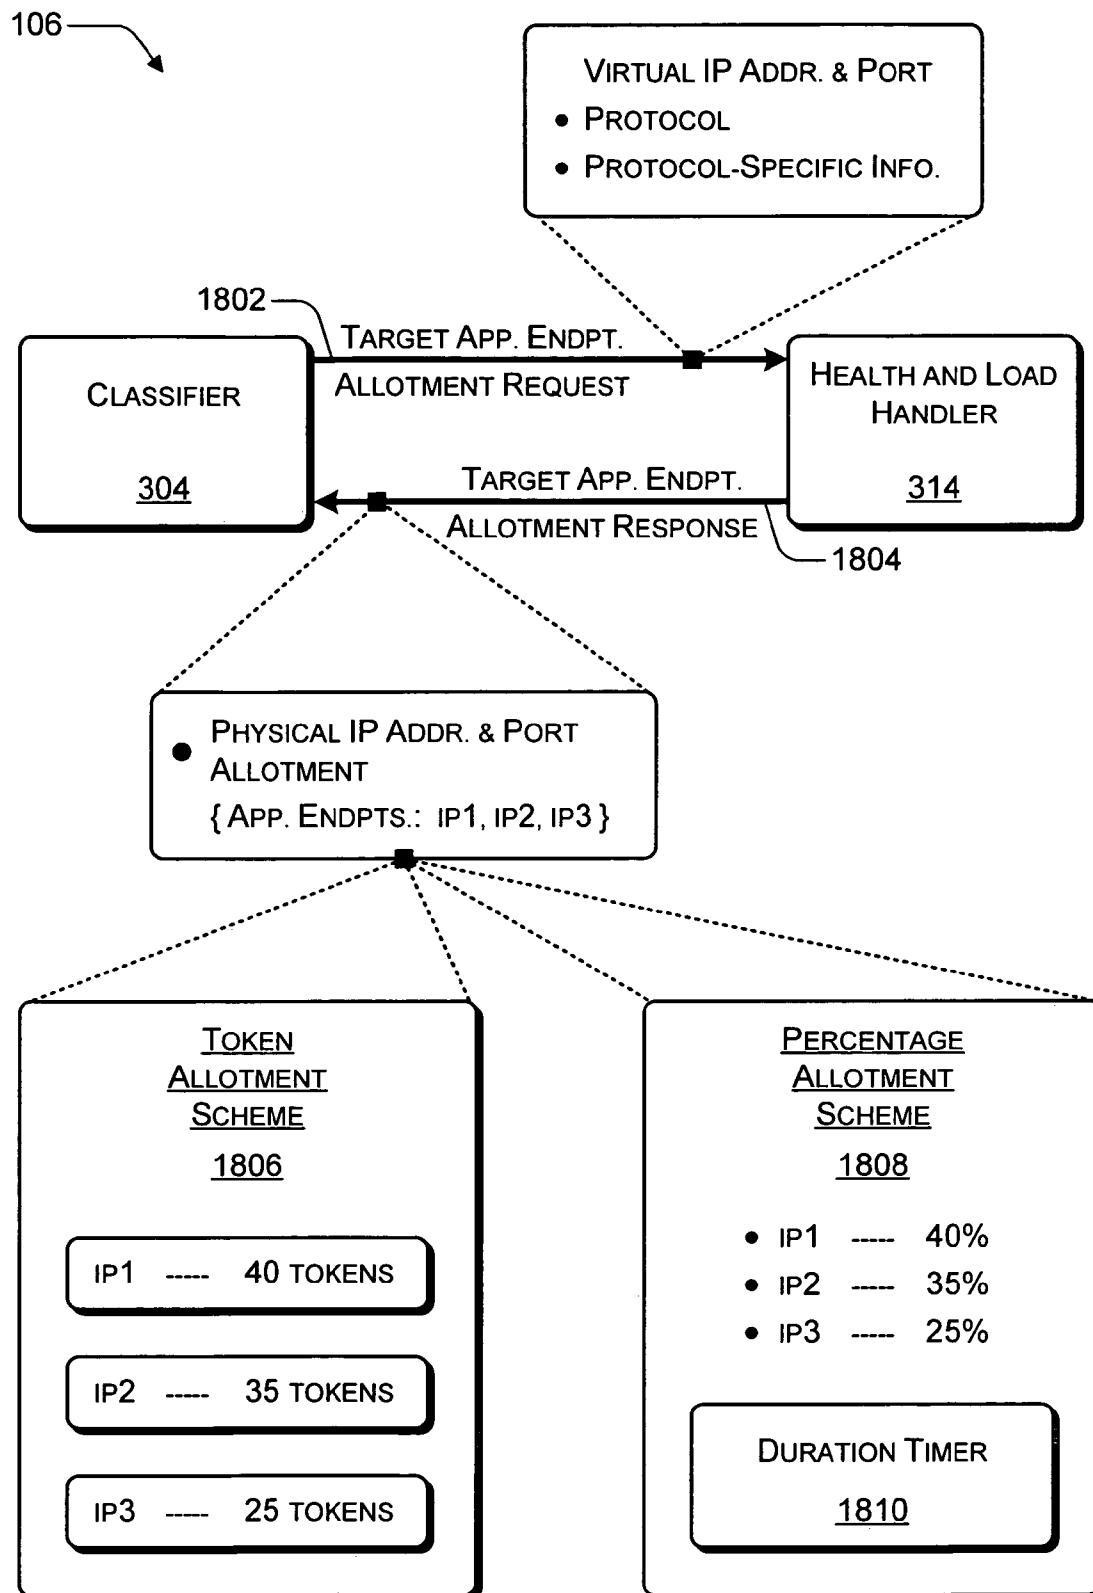 106
VIRTUAL IP ADDR. & PORT
• PROTOCOL
• PROTOCOL-SPECIFIC INFO.
1802
TARGET APP. ENDPT.
ALLOTMENT REQUEST
CLASSIFIER
304
HEALTH AND LOAD
HANDLER
314
TARGET APP. ENDPT.
ALLOTMENT RESPONSE
1804
• PHYSICAL IP ADDR. & PORT
ALLOTMENT
{ APP. ENDPTS.: IP1, IP2, IP3 }
TOKEN
ALLOTMENT
SCHEME
1806
IP1 ----- 40 TOKENS
IP2 ----- 35 TOKENS
IP3 ----- 25 TOKENS
PERCENTAGE
ALLOTMENT
SCHEME
1808
• IP1 ----- 40%
• IP2 ----- 35%
• IP3 ----- 25%
DURATION TIMER
1810